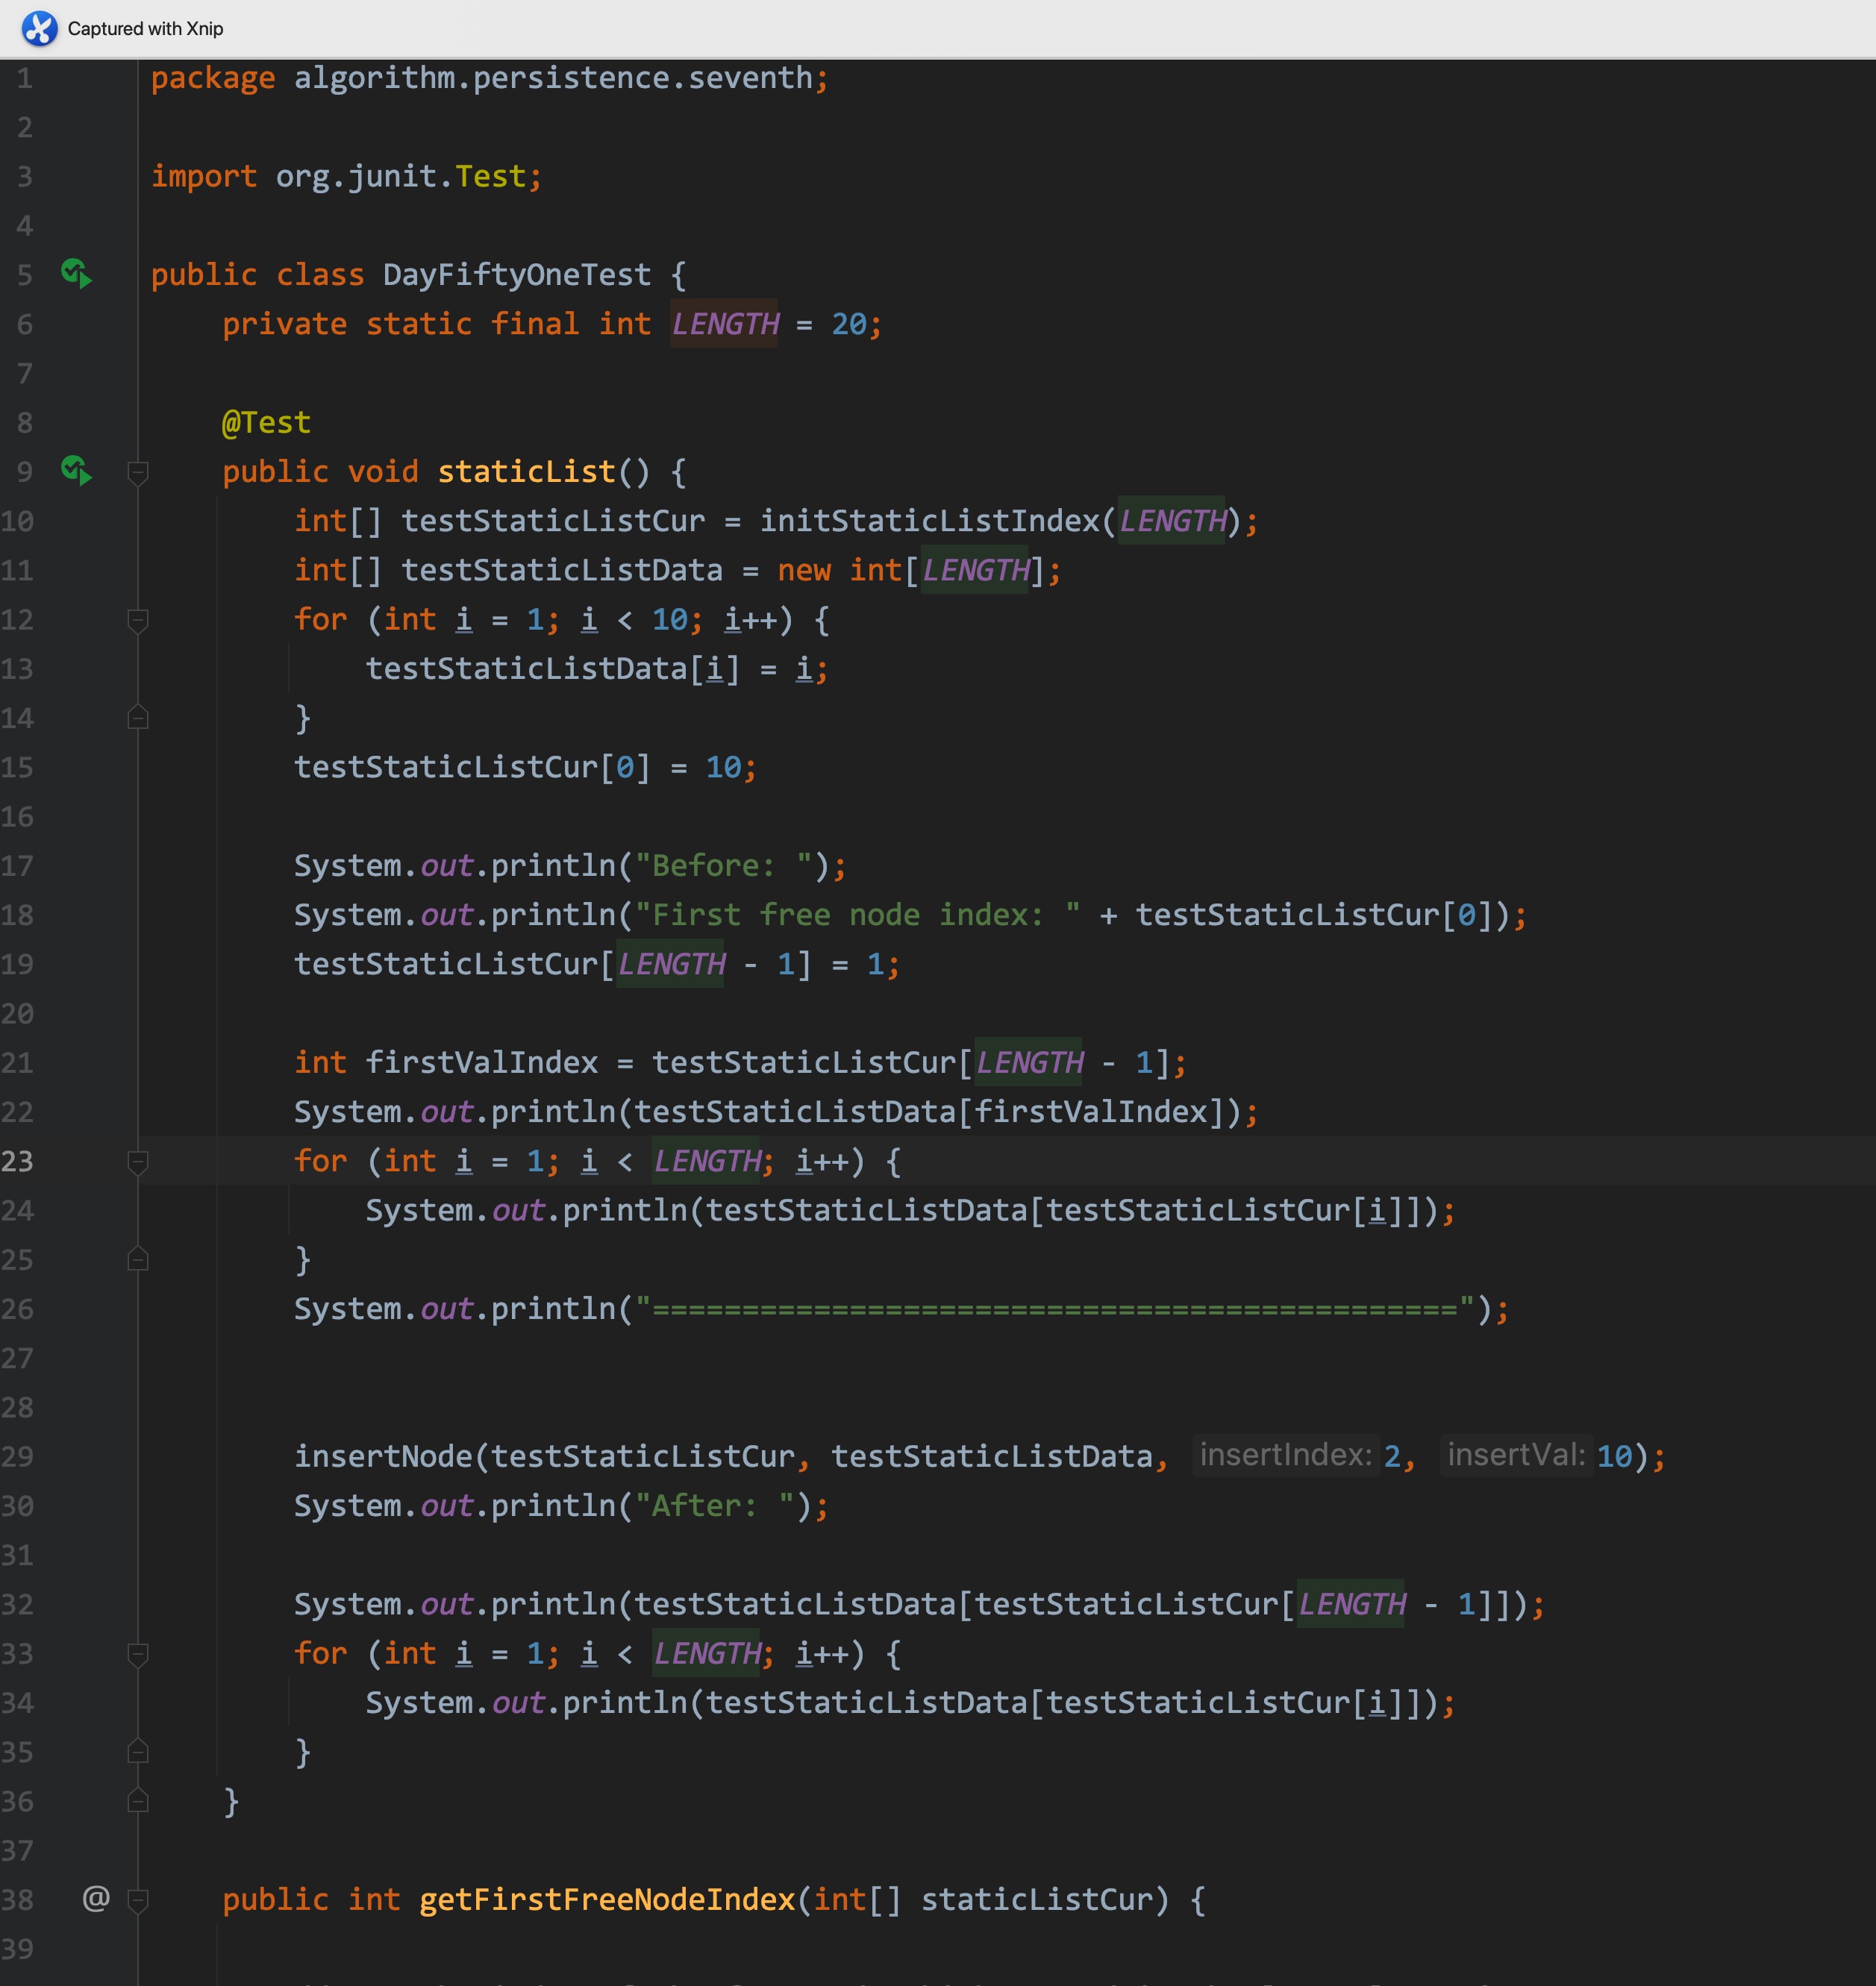 Captured with Xnip
1 package algorithm.persistence.seventh;
2
3 import org.junit.Test;
4
5 public class DayFiftyOneTest {
6 private static final int LENGTH = 20;
7
8 @Test
9 public void staticList() {
10 int[] testStaticListCur = initStaticListIndex(LENGTH);
11 int[] testStaticListData = new int[LENGTH];
12 for (int i = 1; i < 10; i++) {
13 testStaticListData[i] = i;
14 }
15 testStaticListCur[0] = 10;
16
17 System.out.println("Before: ");
18 System.out.println("First free node index: " + testStaticListCur[0]);
19 testStaticListCur[LENGTH - 1] = 1;
20
21 int firstValIndex = testStaticListCur[LENGTH - 1];
22 System.out.println(testStaticListData[firstValIndex]);
23 for (int i = 1; i < LENGTH; i++) {
24 System.out.println(testStaticListData[testStaticListCur[i]]);
25 }
26 System.out.println("=============================================");
27
28
29 insertNode(testStaticListCur, testStaticListData, insertIndex: 2, insertVal: 10);
30 System.out.println("After: ");
31
32 System.out.println(testStaticListData[testStaticListCur[LENGTH - 1]]);
33 for (int i = 1; i < LENGTH; i++) {
34 System.out.println(testStaticListData[testStaticListCur[i]]);
35 }
36 }
37
38 @ public int getFirstFreeNodeIndex(int[] staticListCur) {
39